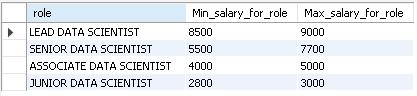 role Min_salary_for_role Max_salary_for_role
LEAD DATA SCIENTIST 8500 9000
SENIOR DATA SCIENTIST 5500 7700
ASSOCIATE DATA SCIENTIST 4000 5000
JUNIOR DATA SCIENTIST 2800 3000